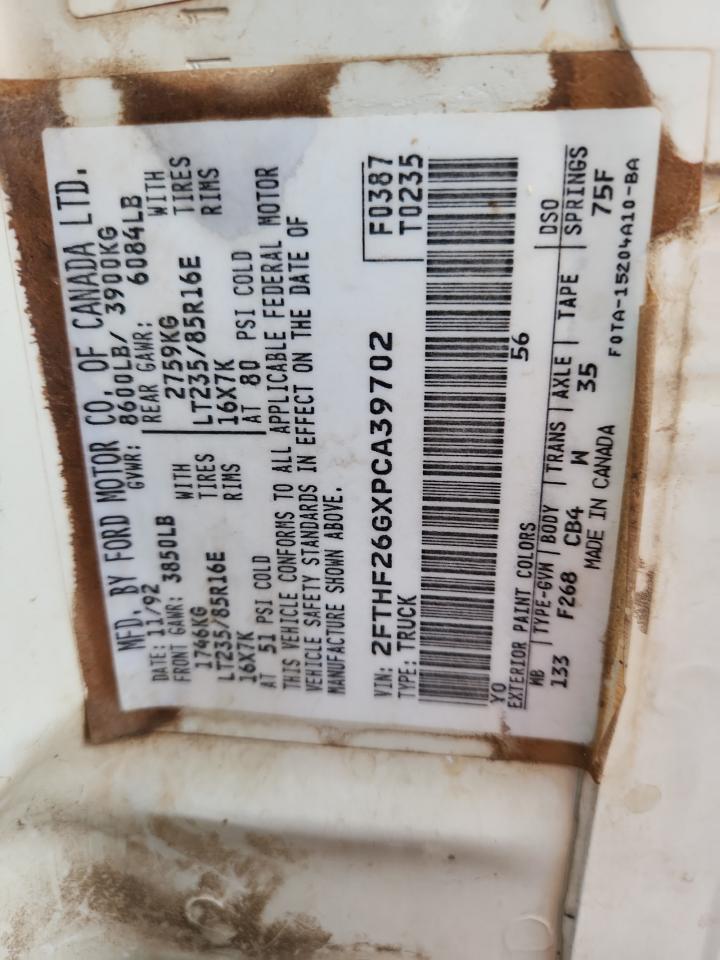 MFD. BY FORD MOTOR CO. OF CANADA LTD.
DATE: 11/92 GVWR: 8600LB/ 3900KG
FRONT GAWR: 3850LB REAR GAWR: 6084LB
1746KG WITH 2759KG WITH
LT235/85R16E TIRES LT235/85R16E TIRES
16X7K RIMS 16X7K RIMS
AT 51 PSI COLD AT 80 PSI COLD
THIS VEHICLE CONFORMS TO ALL APPLICABLE FEDERAL MOTOR
VEHICLE SAFETY STANDARDS IN EFFECT ON THE DATE OF
MANUFACTURE SHOWN ABOVE.
VIN: 2FTHF26GXPCA39702 F0387
TYPE: TRUCK T0235
YO 56
EXTERIOR PAINT COLORS DSO
WB TYPE-GVW BODY TRANS AXLE TAPE SPRINGS
133 F268 CB4 W 35 75F
MADE IN CANADA F0TA-15204A10-BA